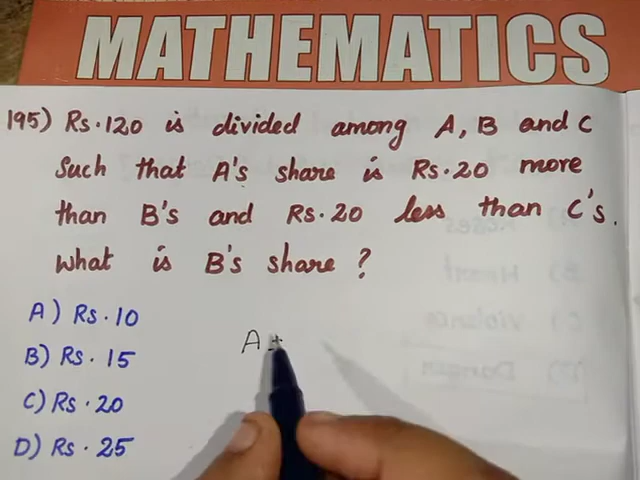 MATHEMATICS
195) Rs.120 is divided among A, B and C
Such that A's share is Rs.20 more
than B's and Rs.20 less than C's.
What is B's share ?
A) Rs.10
B) Rs.15
C) Rs.20
D) Rs.25
A